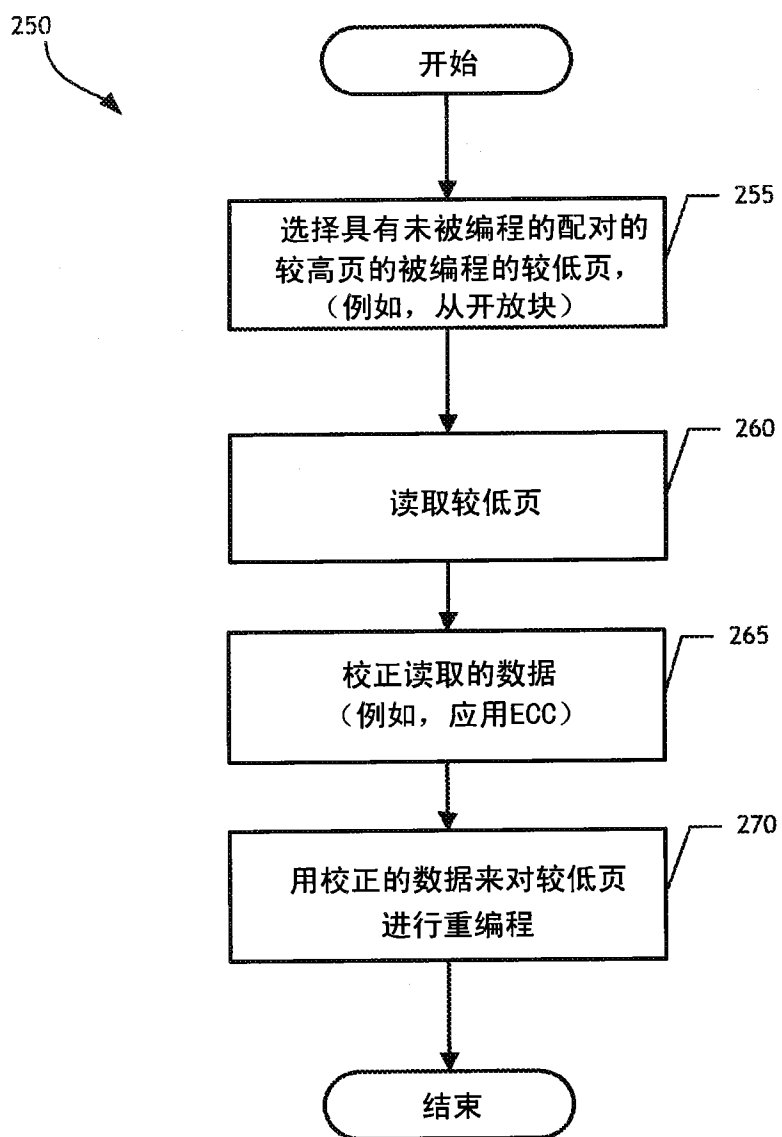 250
开始
255
选择具有未被编程的配对的
较高页的被编程的较低页,
(例如, 从开放块)
260
读取较低页
265
校正读取的数据
(例如, 应用ECC)
270
用校正的数据来对较低页
进行重编程
结束